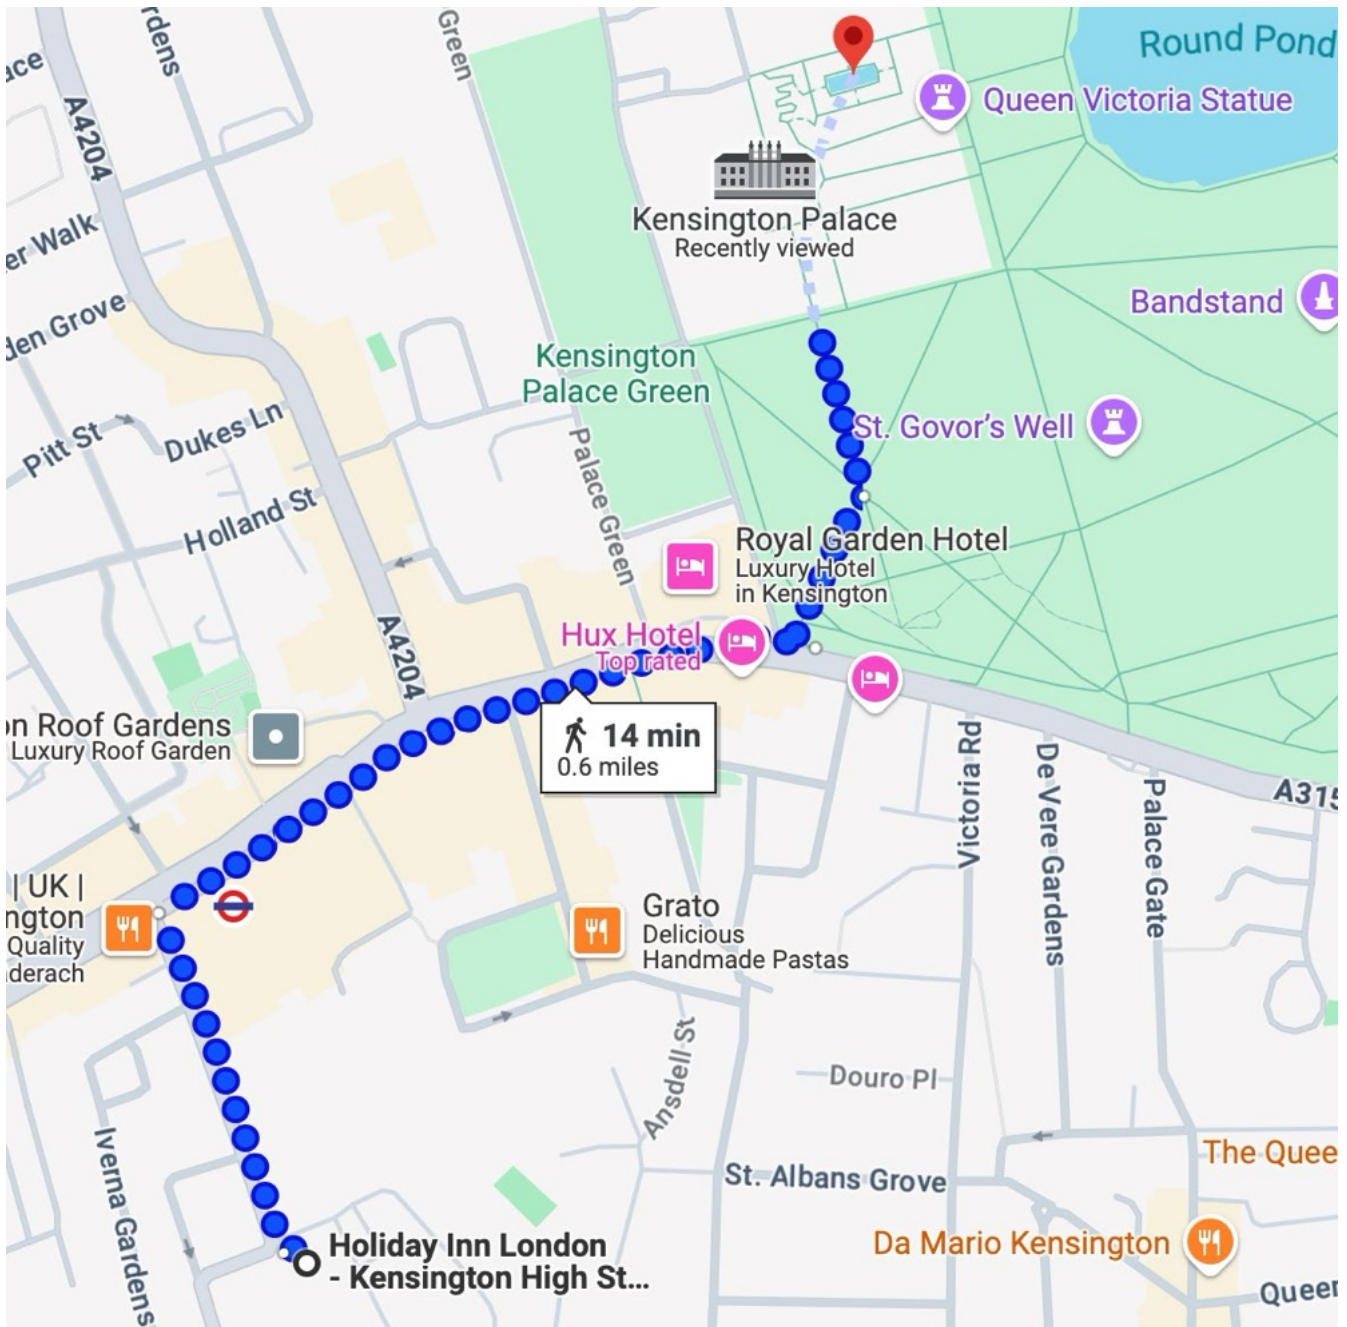 rdens
Green
Round Pond
ace
A4204
Queen Victoria Statue
er Walk
Kensington Palace
Recently viewed
Bandstand
den Grove
Kensington
Palace Green
Pitt St
Dukes Ln
St. Govor's Well
Palace Green
Holland St
Royal Garden Hotel
Luxury Hotel
in Kensington
A4204
Hux Hotel
Top rated
on Roof Gardens
Luxury Roof Garden
14 min
0.6 miles
Victoria Rd
De Vere Gardens
Palace Gate
A315
| UK |
ngton
Quality
nderach
Grato
Delicious
Handmade Pastas
Ansdell St
Douro Pl
Iverna Gardens
St. Albans Grove
The Quee
Holiday Inn London
- Kensington High St...
Da Mario Kensington
Queen